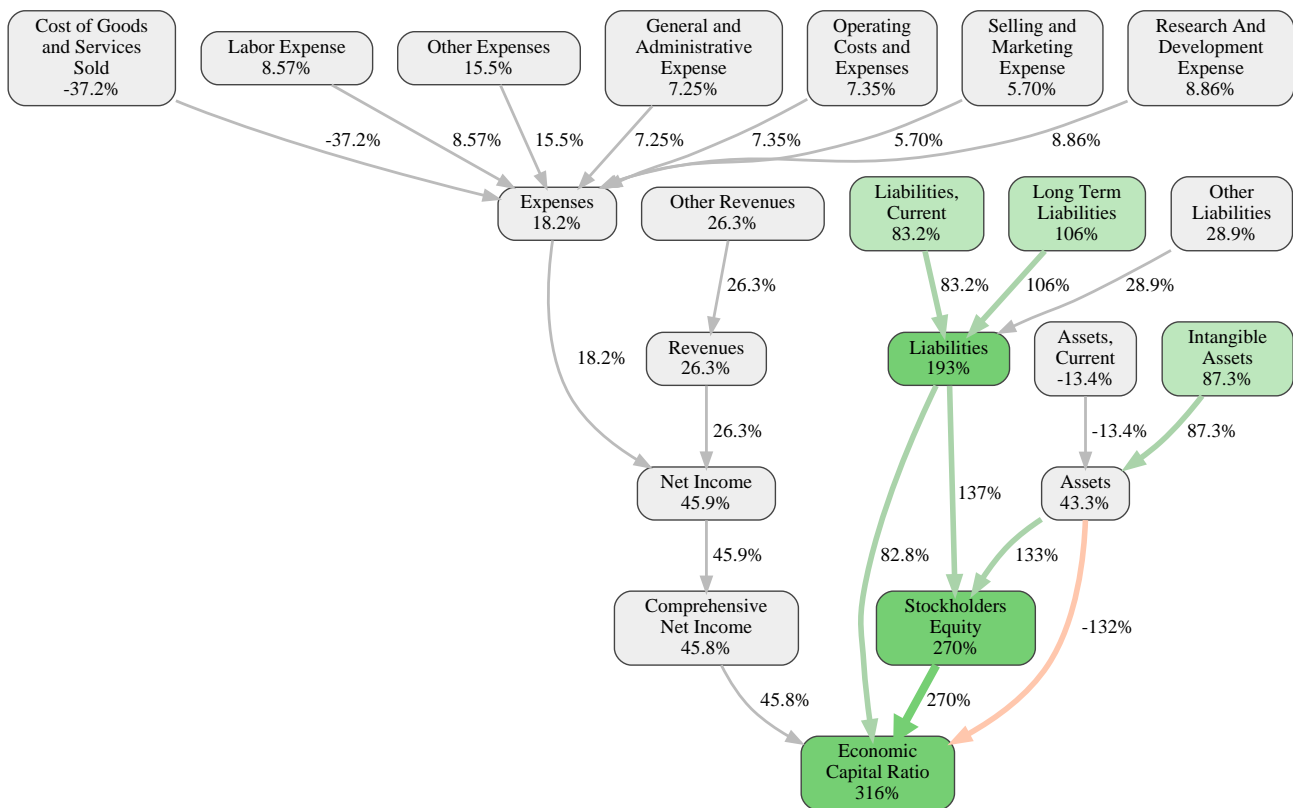 Cost of Goods
and Services
Sold
-37.2%
Labor Expense
8.57%
Other Expenses
15.5%
General and
Administrative
Expense
7.25%
Operating
Costs and
Expenses
7.35%
Selling and
Marketing
Expense
5.70%
Research And
Development
Expense
8.86%
-37.2%
8.57%
15.5%
7.25%
7.35%
5.70%
8.86%
Expenses
18.2%
Other Revenues
26.3%
Liabilities,
Current
83.2%
Long Term
Liabilities
106%
Other
Liabilities
28.9%
26.3%
83.2%
106%
28.9%
18.2%
Revenues
26.3%
Liabilities
193%
Assets,
Current
-13.4%
Intangible
Assets
87.3%
26.3%
-13.4%
87.3%
Net Income
45.9%
137%
Assets
43.3%
45.9%
82.8%
133%
Comprehensive
Net Income
45.8%
Stockholders
Equity
270%
-132%
45.8%
270%
Economic
Capital Ratio
316%